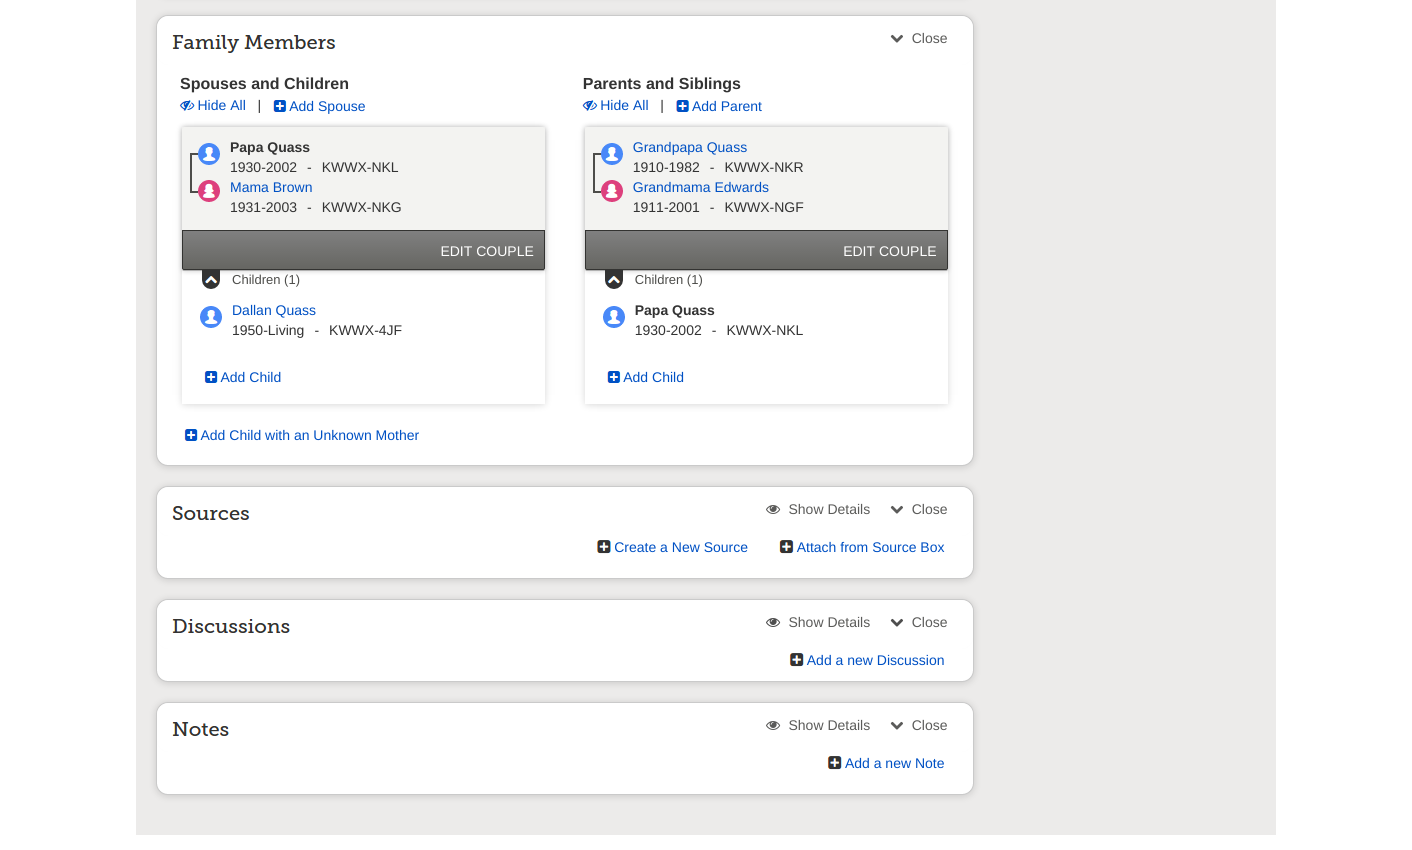 Family Members
Close
Spouses and Children
Hide All | Add Spouse
Papa Quass
1930-2002 - KWWX-NKL
Mama Brown
1931-2003 - KWWX-NKG
EDIT COUPLE
Children (1)
Dallan Quass
1950-Living - KWWX-4JF
Add Child
Add Child with an Unknown Mother
Parents and Siblings
Hide All | Add Parent
Grandpapa Quass
1910-1982 - KWWX-NKR
Grandmama Edwards
1911-2001 - KWWX-NGF
EDIT COUPLE
Children (1)
Papa Quass
1930-2002 - KWWX-NKL
Add Child
Sources
Show Details Close
Create a New Source Attach from Source Box
Discussions
Show Details Close
Add a new Discussion
Notes
Show Details Close
Add a new Note